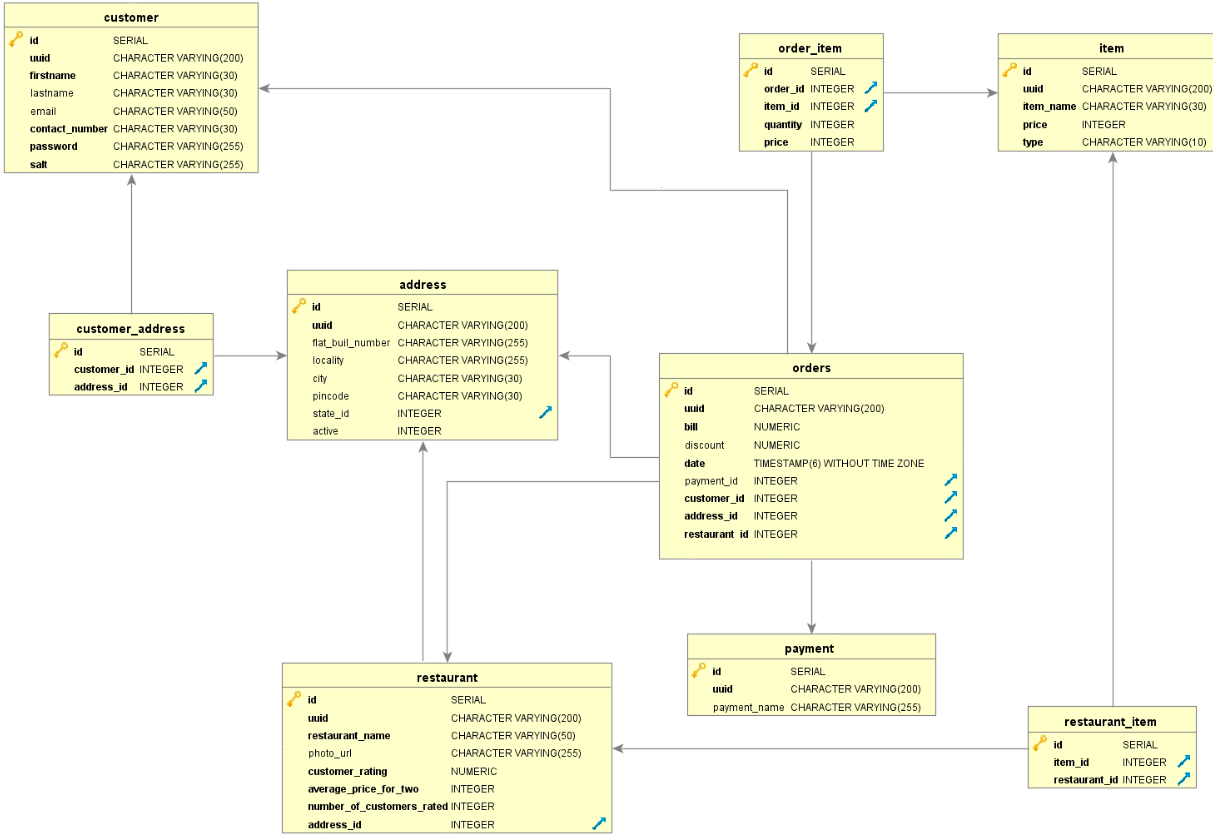 customer
id SERIAL
uuid CHARACTER VARYING(200)
firstname CHARACTER VARYING(30)
lastname CHARACTER VARYING(30)
email CHARACTER VARYING(50)
contact_number CHARACTER VARYING(30)
password CHARACTER VARYING(255)
salt CHARACTER VARYING(255)
order_item
id SERIAL
order_id INTEGER
item_id INTEGER
quantity INTEGER
price INTEGER
item
id SERIAL
uuid CHARACTER VARYING(200)
item_name CHARACTER VARYING(30)
price INTEGER
type CHARACTER VARYING(10)
customer_address
id SERIAL
customer_id INTEGER
address_id INTEGER
address
id SERIAL
uuid CHARACTER VARYING(200)
flat_buil_number CHARACTER VARYING(255)
locality CHARACTER VARYING(255)
city CHARACTER VARYING(30)
pincode CHARACTER VARYING(30)
state_id INTEGER
active INTEGER
orders
id SERIAL
uuid CHARACTER VARYING(200)
bill NUMERIC
discount NUMERIC
date TIMESTAMP(6) WITHOUT TIME ZONE
payment_id INTEGER
customer_id INTEGER
address_id INTEGER
restaurant_id INTEGER
restaurant
id SERIAL
uuid CHARACTER VARYING(200)
restaurant_name CHARACTER VARYING(50)
photo_url CHARACTER VARYING(255)
customer_rating NUMERIC
average_price_for_two INTEGER
number_of_customers_rated INTEGER
address_id INTEGER
payment
id SERIAL
uuid CHARACTER VARYING(200)
payment_name CHARACTER VARYING(255)
restaurant_item
id SERIAL
item_id INTEGER
restaurant_id INTEGER